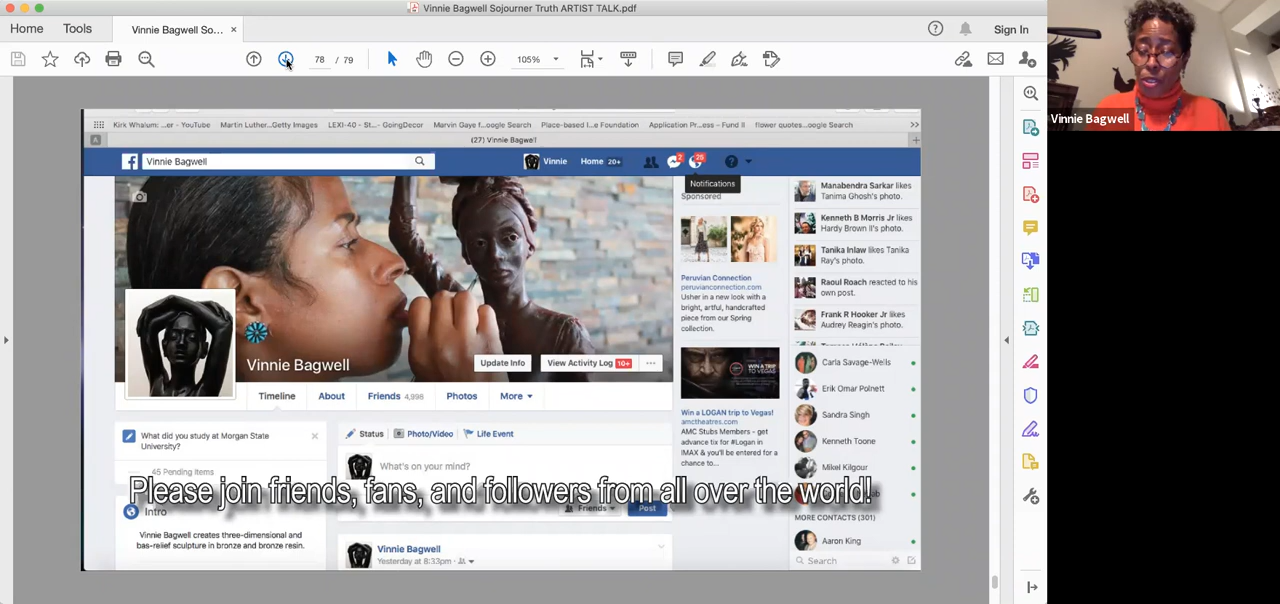 Vinnie Bagwell Sojourner Truth ARTIST TALK.pdf
Home
Tools
Vinnie Bagwell So...
×
Sign In
78 / 79
105%
Vinnie Bagwell
Kirk Whalum: ...er - YouTube
Martin Luther...Getty Images
LEXI-40 - St... - GoingDecor
Marvin Gaye f...oogle Search
Place-based I...e Foundation
Application Pr...ess – Fund II
flower quotes...oogle Search
>>
(27) Vinnie Bagwell
+
Vinnie Bagwell
Vinnie
Home 20+
2
25
Notifications
Sponsored
Peruvian Connection
peruvianconnection.com
Usher in a new look with a
bright, artful, handcrafted
piece from our Spring
collection.
WIN A TRIP
TO VEGAS
Win a LOGAN trip to Vegas!
amctheatres.com
AMC Stubs Members - get
advance tix for #Logan in
IMAX & you'll be entered for a
chance to...
Manabendra Sarkar likes
Tanima Ghosh's photo.
Kenneth B Morris Jr likes
Hardy Brown II's photo.
Tanika Inlaw likes Tanika
Ray's photo.
Raoul Roach reacted to his
own post.
Frank R Hooker Jr likes
Audrey Reagin's photo.
Carla Savage-Wells
Erik Omar Polnett
Sandra Singh
Kenneth Toone
Mikel Kilgour
MORE CONTACTS (301)
Aaron King
Search
Vinnie Bagwell
Update Info
View Activity Log 10+
...
Timeline
About
Friends 4,998
Photos
More
What did you study at Morgan State
University?
×
45 Pending Items
Intro
Vinnie Bagwell creates three-dimensional and
bas-relief sculpture in bronze and bronze resin.
Status
Photo/Video
Life Event
What's on your mind?
Friends
Post
Please join friends, fans, and followers from all over the world!
Vinnie Bagwell
Yesterday at 8:33pm